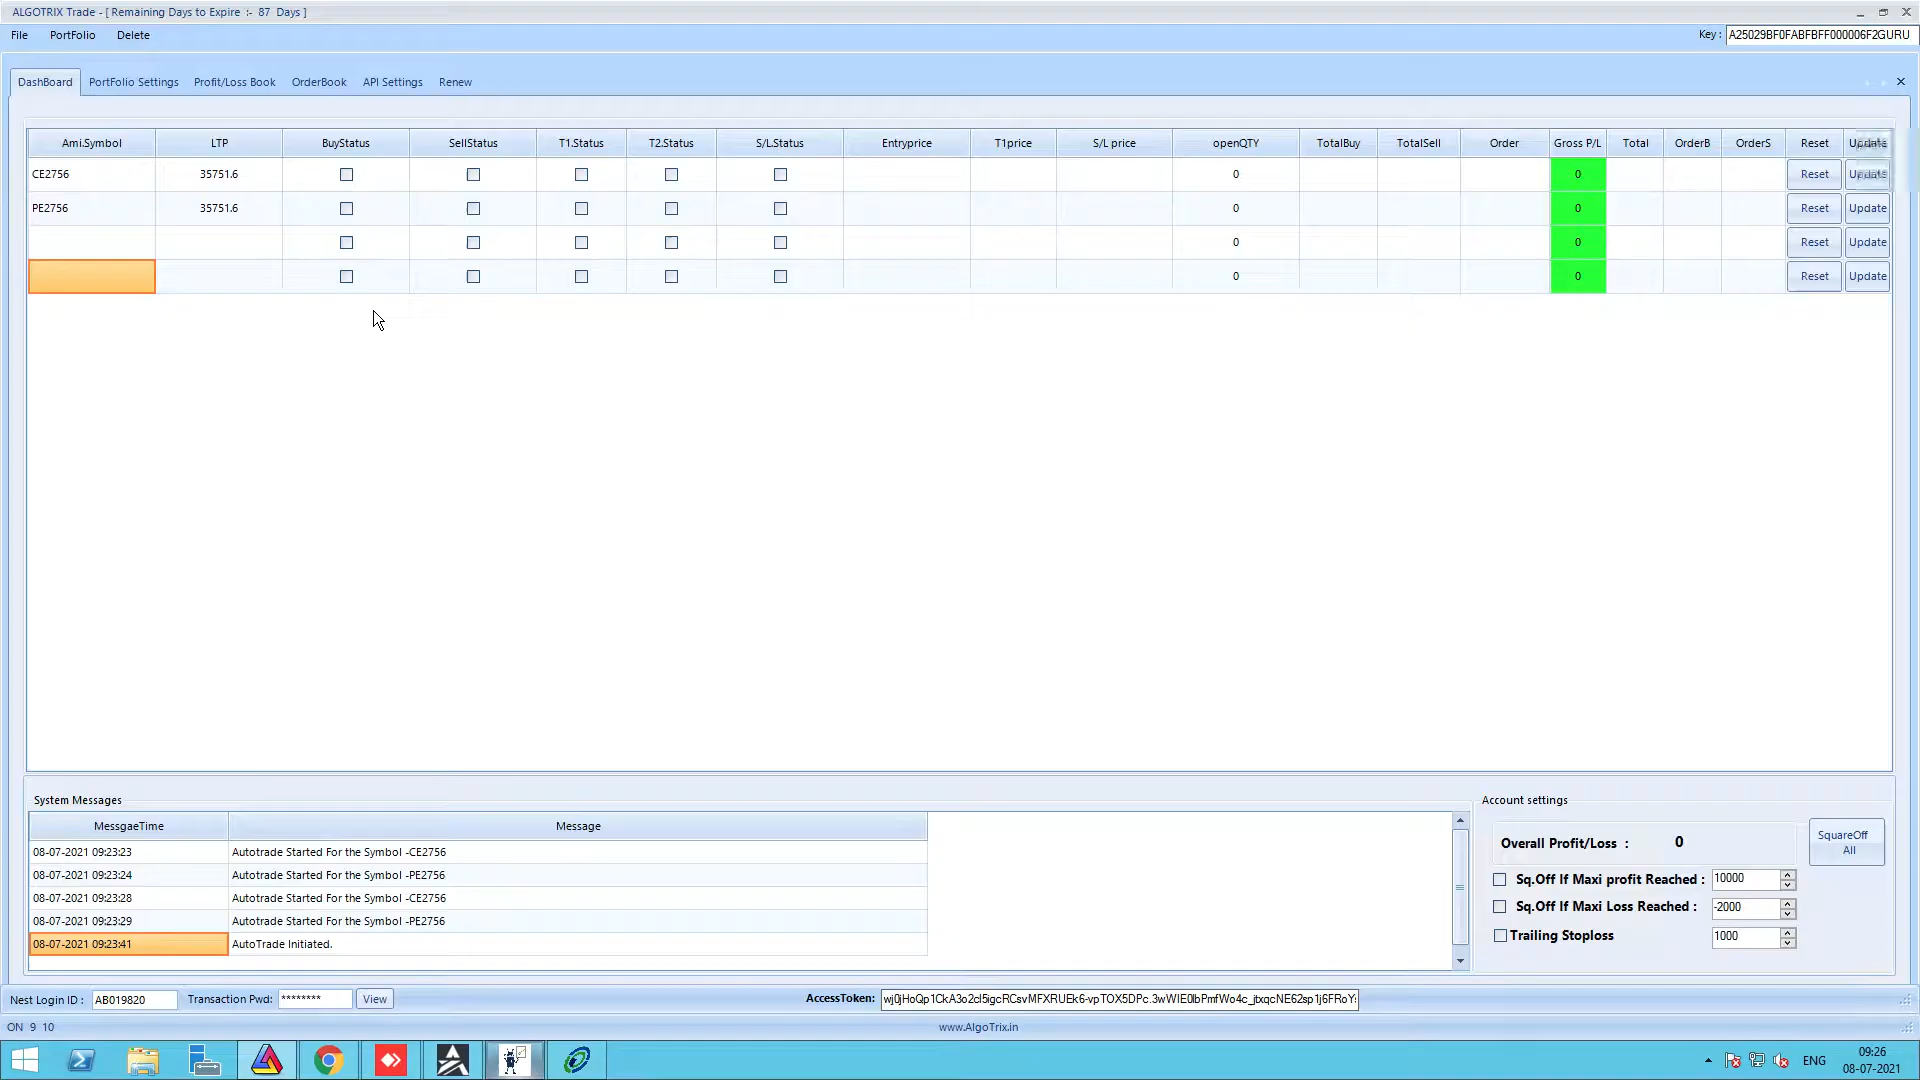 ALGOTRIX Trade - [ Remaining Days to Expire :- 87 Days ]
File PortFolio Delete Key : A25029BF0FABFBFF000006F2GURU
DashBoard PortFolio Settings Profit/Loss Book OrderBook API Settings Renew
Ami.Symbol LTP BuyStatus SellStatus T1.Status T2.Status S/L.Status Entryprice T1price S/L price openQTY TotalBuy TotalSell Order Gross P/L Total OrderB OrderS Reset Update
CE2756 35751.6 0 0 Reset Update
PE2756 35751.6 0 0 Reset Update
0 0 Reset Update
0 0 Reset Update
System Messages
MessgaeTime Message
08-07-2021 09:23:23 Autotrade Started For the Symbol -CE2756
08-07-2021 09:23:24 Autotrade Started For the Symbol -PE2756
08-07-2021 09:23:28 Autotrade Started For the Symbol -CE2756
08-07-2021 09:23:29 Autotrade Started For the Symbol -PE2756
08-07-2021 09:23:41 AutoTrade Initiated.
Account settings
Overall Profit/Loss : 0
SquareOff
All
Sq.Off If Maxi profit Reached : 10000
Sq.Off If Maxi Loss Reached : -2000
Trailing Stoploss 1000
Nest Login ID : AB019820 Transaction Pwd: ******** View AccessToken:
ON 9 10 www.AlgoTrix.in
ENG 09:26
08-07-2021